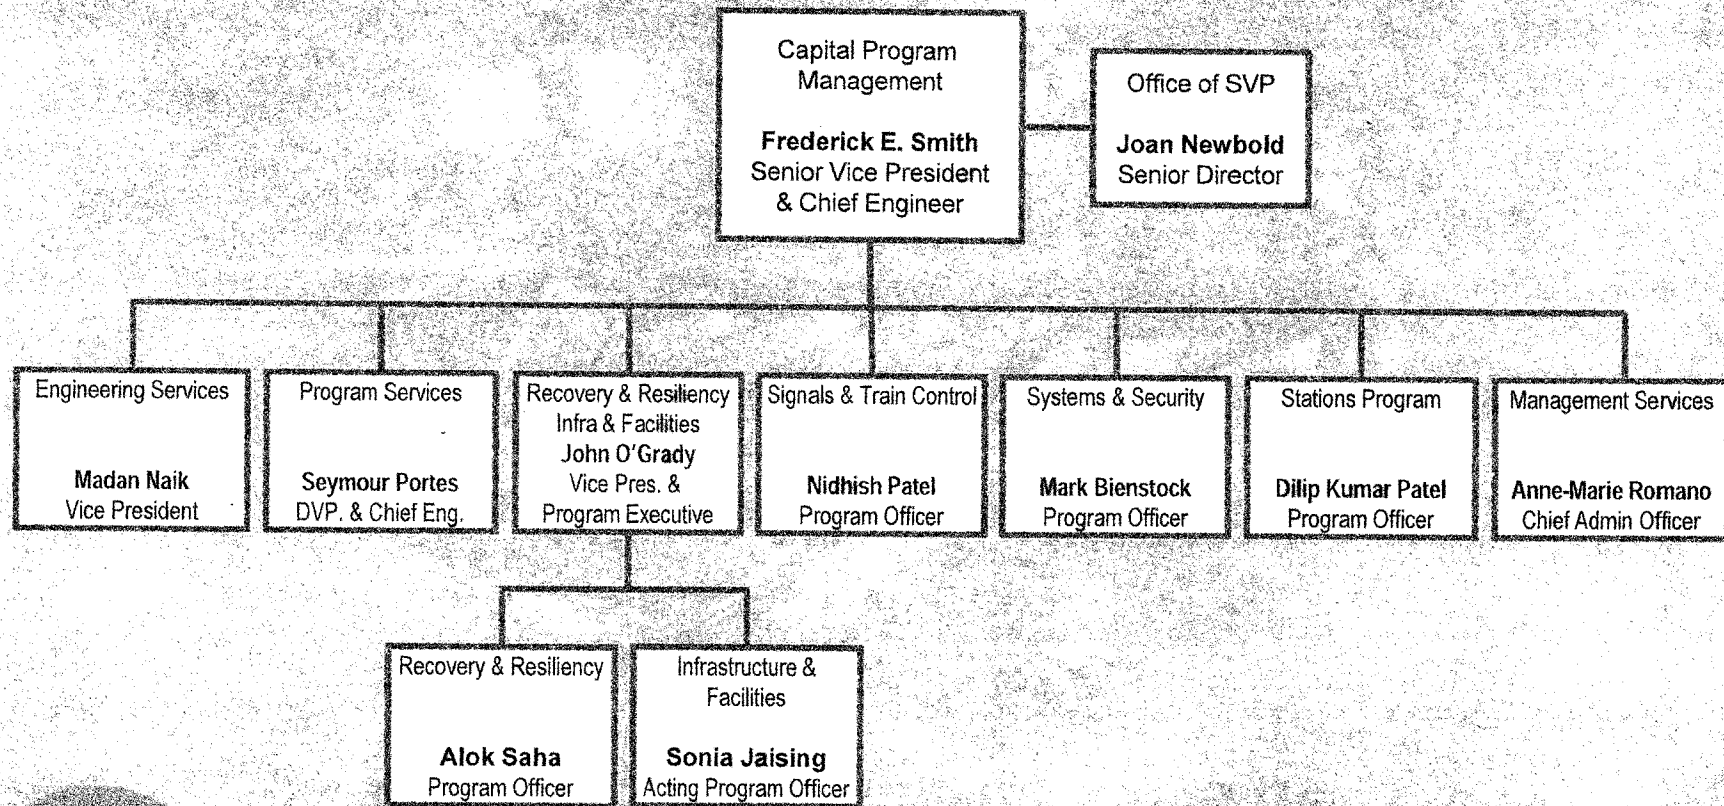 Capital Program
Management
Frederick E. Smith
Senior Vice President
& Chief Engineer
Office of SVP
Joan Newbold
Senior Director
Engineering Services
Madan Naik
Vice President
Program Services
Seymour Portes
DVP. & Chief Eng.
Recovery & Resiliency
Infra & Facilities
John O'Grady
Vice Pres. &
Program Executive
Signals & Train Control
Nidhish Patel
Program Officer
Systems & Security
Mark Bienstock
Program Officer
Stations Program
Dilip Kumar Patel
Program Officer
Management Services
Anne-Marie Romano
Chief Admin Officer
Recovery & Resiliency
Alok Saha
Program Officer
Infrastructure &
Facilities
Sonia Jaising
Acting Program Officer